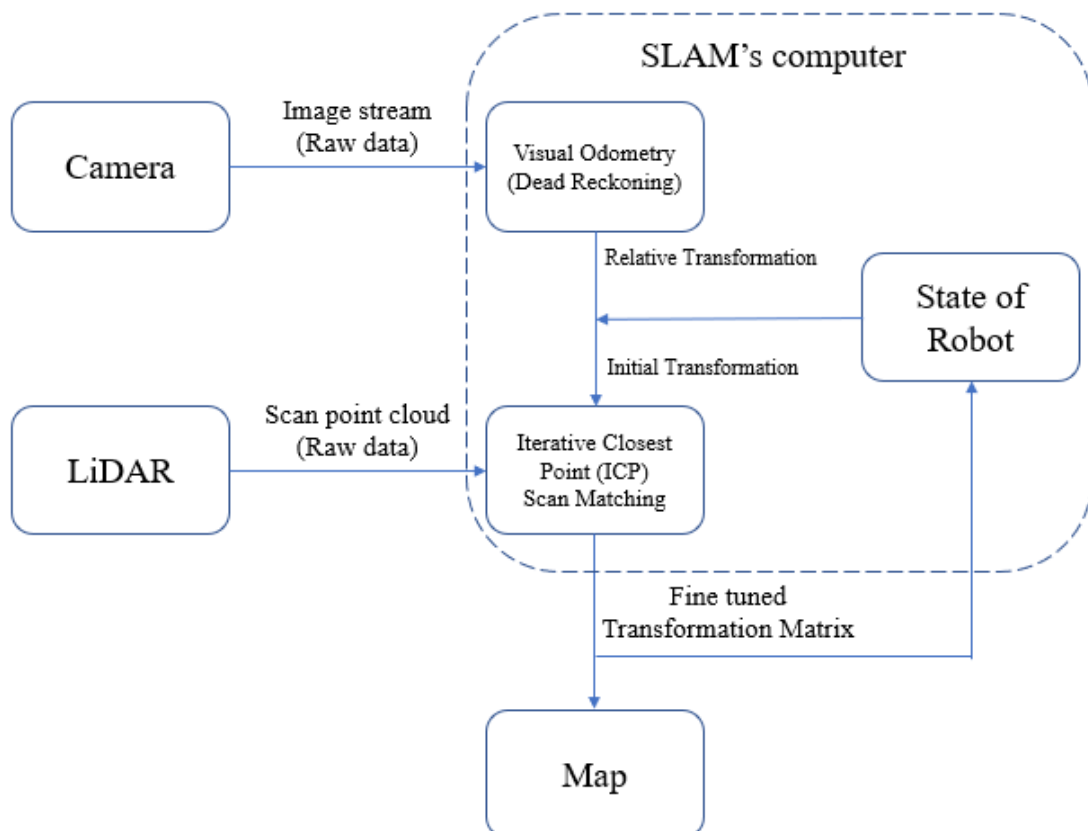 SLAM’s computer
Image stream
(Raw data)
Camera
Visual Odometry
(Dead Reckoning)
Relative Transformation
State of
Robot
Initial Transformation
Scan point cloud
(Raw data)
LiDAR
Iterative Closest
Point (ICP)
Scan Matching
Fine tuned
Transformation Matrix
Map